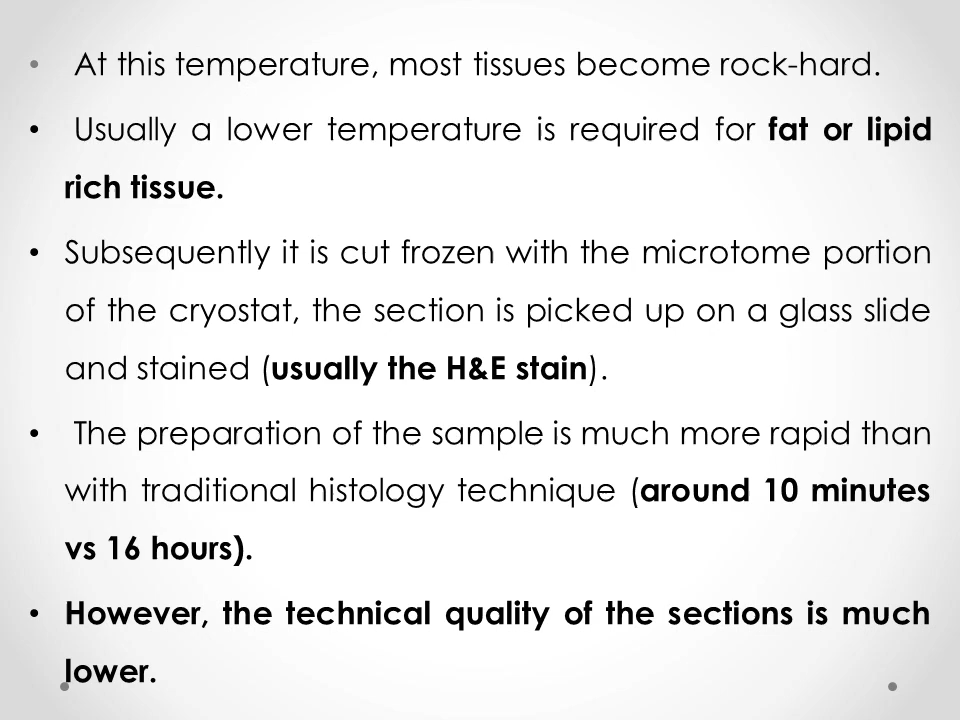 • At this temperature, most tissues become rock-hard.
• Usually a lower temperature is required for fat or lipid
rich tissue.
• Subsequently it is cut frozen with the microtome portion
of the cryostat, the section is picked up on a glass slide
and stained (usually the H&E stain).
• The preparation of the sample is much more rapid than
with traditional histology technique (around 10 minutes
vs 16 hours).
• However, the technical quality of the sections is much
lower.